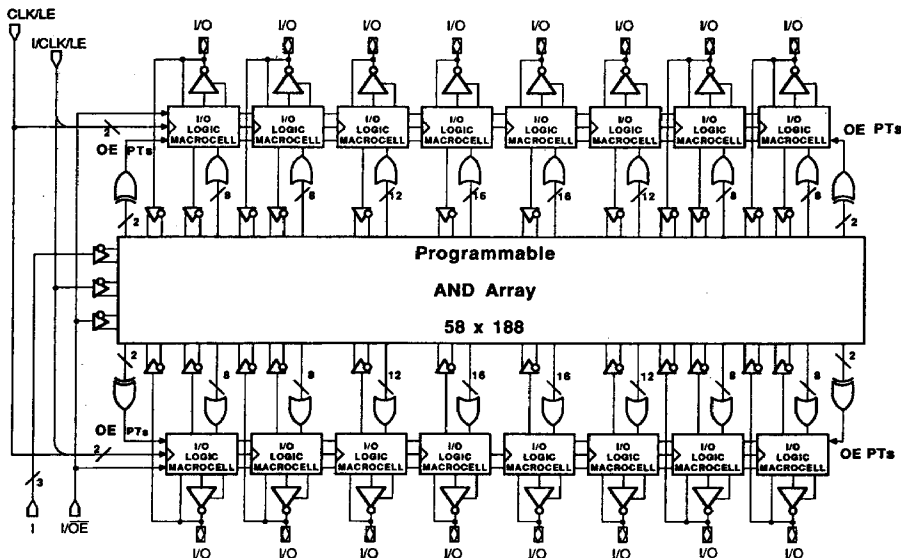 CLK/LE
I/CLK/LE
I/O I/O I/O I/O I/O I/O I/O I/O
I/O LOGIC MACROCELL
I/O LOGIC MACROCELL
I/O LOGIC MACROCELL
I/O LOGIC MACROCELL
I/O LOGIC MACROCELL
I/O LOGIC MACROCELL
I/O LOGIC MACROCELL
I/O LOGIC MACROCELL
2
OE PTs
OE PTs
2 8 8 12 16 16 12 8 8 2
Programmable
AND Array
58 x 188
2 8 8 12 16 16 12 8 8 2
OE PTs
OE PTs
2
I/O LOGIC MACROCELL
I/O LOGIC MACROCELL
I/O LOGIC MACROCELL
I/O LOGIC MACROCELL
I/O LOGIC MACROCELL
I/O LOGIC MACROCELL
I/O LOGIC MACROCELL
I/O LOGIC MACROCELL
3
I
I/OE
I/O I/O I/O I/O I/O I/O I/O I/O